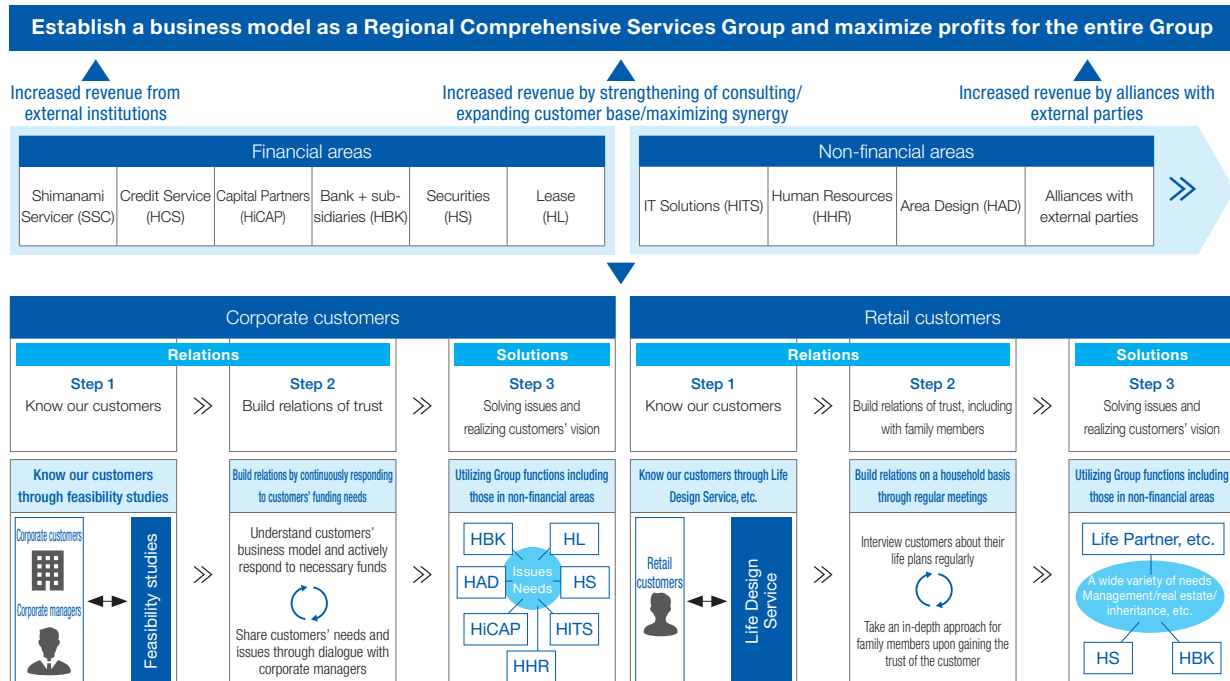 Establish a business model as a Regional Comprehensive Services Group and maximize profits for the entire Group
Increased revenue from
external institutions
Increased revenue by strengthening of consulting/
expanding customer base/maximizing synergy
Increased revenue by alliances with
external parties
Financial areas
Shimanami
Servicer (SSC)
Credit Service
(HCS)
Capital Partners
(HiCAP)
Bank + sub-
sidiaries (HBK)
Securities
(HS)
Lease
(HL)
Non-financial areas
IT Solutions (HITS)
Human Resources
(HHR)
Area Design (HAD)
Alliances with
external parties
Corporate customers
Relations
Solutions
Step 1
Know our customers
Step 2
Build relations of trust
Step 3
Solving issues and
realizing customers' vision
Know our customers
through feasibility studies
Build relations by continuously responding
to customers' funding needs
Utilizing Group functions including
those in non-financial areas
Corporate customers
Corporate managers
Feasibility studies
Understand customers'
business model and actively
respond to necessary funds
Share customers' needs and
issues through dialogue with
corporate managers
HBK
HL
HAD
Issues
Needs
HS
HiCAP
HITS
HHR
Retail customers
Relations
Solutions
Step 1
Know our customers
Step 2
Build relations of trust, including
with family members
Step 3
Solving issues and
realizing customers' vision
Know our customers through Life
Design Service, etc.
Build relations on a household basis
through regular meetings
Utilizing Group functions including
those in non-financial areas
Retail
customers
Life Design
Service
Interview customers about their
life plans regularly
Take an in-depth approach for
family members upon gaining the
trust of the customer
Life Partner, etc.
A wide variety of needs
Management/real estate/
inheritance, etc.
HS
HBK